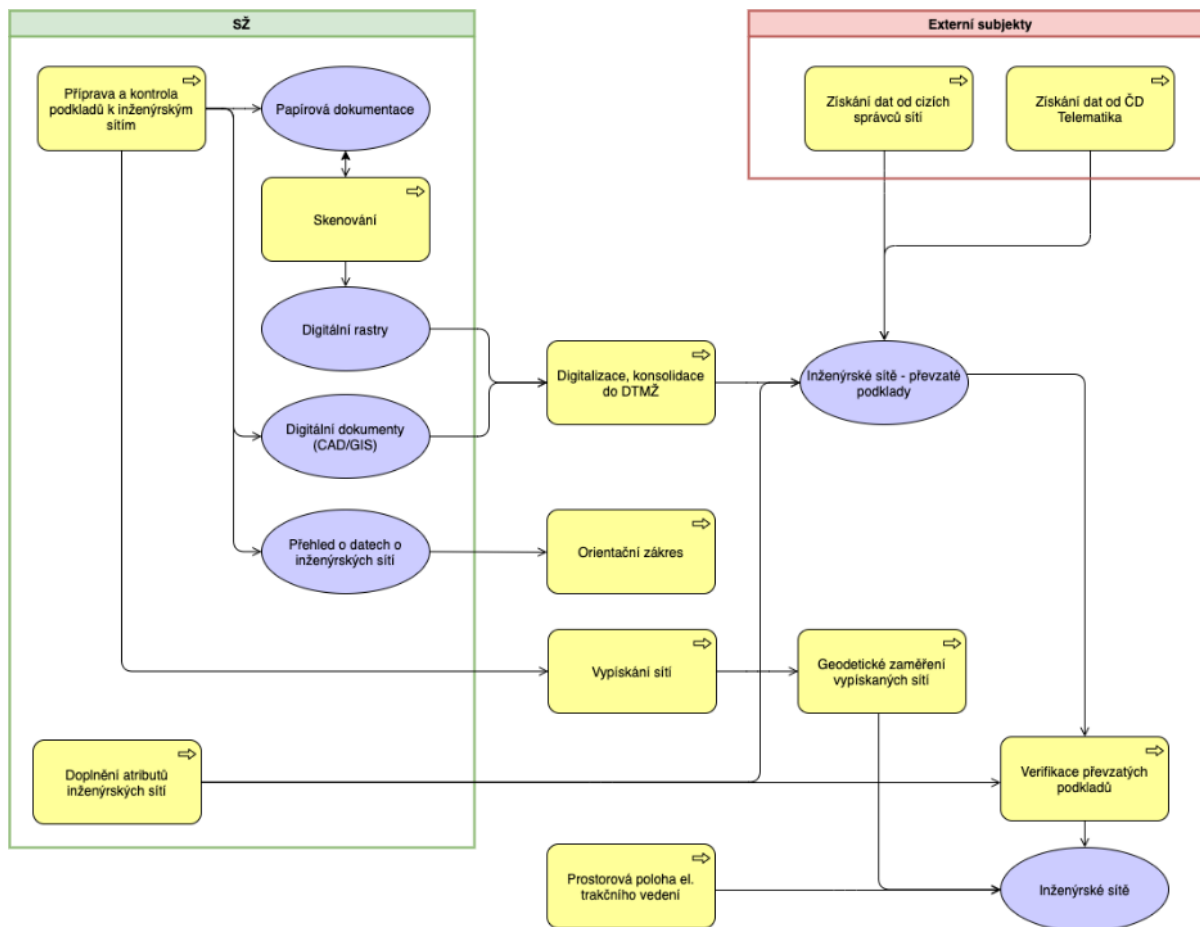 SŽ
Externí subjekty
Příprava a kontrola
podkladů k inženýrským
sítím
Papírová dokumentace
Získání dat od cizích
správců sítí
Získání dat od ČD
Telematika
Skenování
Digitální rastry
Digitalizace, konsolidace
do DTMŽ
Inženýrské sítě - převzaté
podklady
Digitální dokumenty
(CAD/GIS)
Přehled o datech o
inženýrských sítí
Orientační zákres
Vypískání sítí
Geodetické zaměření
vypískaných sítí
Doplnění atributů
inženýrských sítí
Verifikace převzatých
podkladů
Prostorová poloha el.
trakčního vedení
Inženýrské sítě